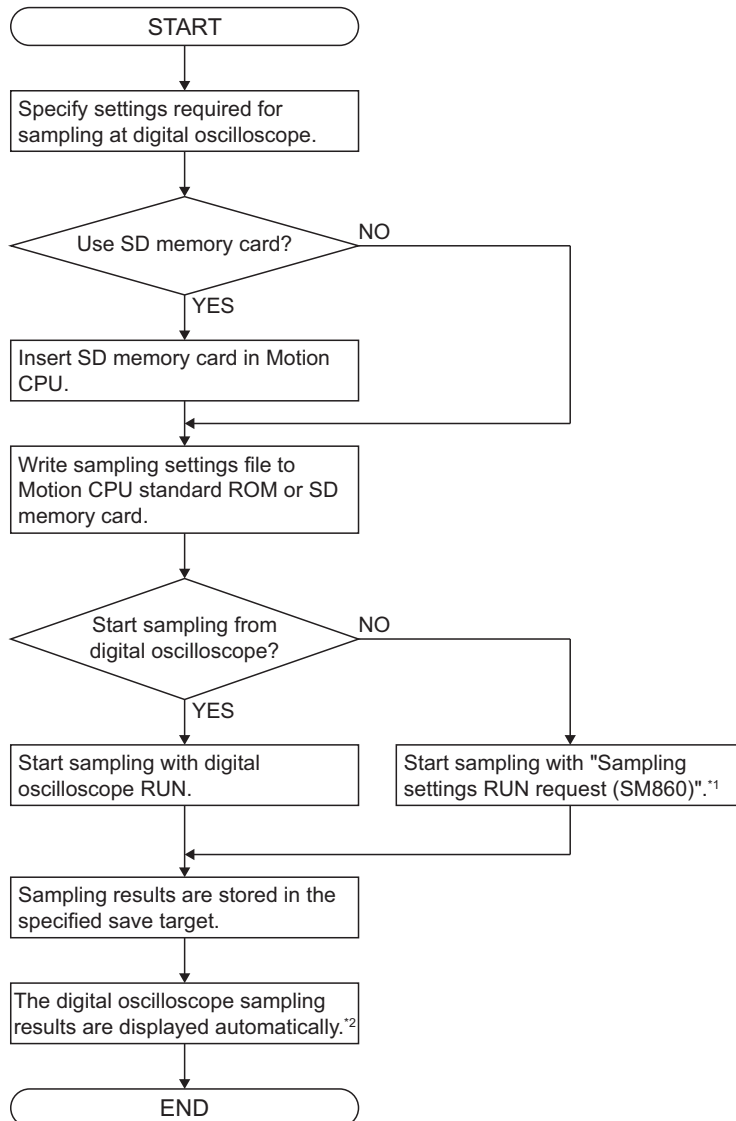 START
Specify settings required for
sampling at digital oscilloscope.
Use SD memory card?
NO
YES
Insert SD memory card in Motion
CPU.
Write sampling settings file to
Motion CPU standard ROM or SD
memory card.
Start sampling from
digital oscilloscope?
NO
YES
Start sampling with digital
oscilloscope RUN.
Start sampling with "Sampling
settings RUN request (SM860)".*1
Sampling results are stored in the
specified save target.
The digital oscilloscope sampling
results are displayed automatically.*2
END